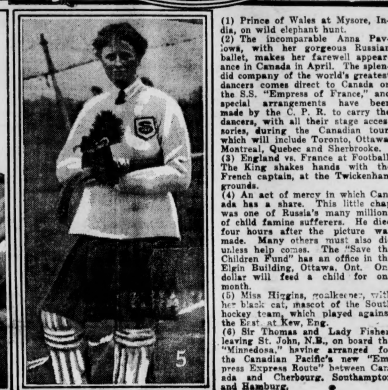 (1) Prince of Wales at Mysore, In-
dia, on wild elephant hunt.
(2) The incomparable Anna Pav-
lowa, with her gorgeous Russian
ballet, makes her farewell appear-
ance in Canada in April. The splen-
did company of the world's greatest
dancers comes direct to Canada on
the S.S. "Empress of France," and
special arrangements have been
made by the C. P. R. to carry the
dancers, with all their stage acces-
sories, during the Canadian tour
which will include Toronto, Ottawa
Montreal, Quebec and Sherbrooke.
(3) England vs. France at Football
The King shakes hands with the
French captain, at the Twickenham
grounds.
(4) An act of mercy in which Can-
ada has a share. This little chap
was one of Russia's many million
of child famine sufferers. He died
four hours after the picture was
made. Many others must also die
unless help comes. The "Save the
Children Fund" has an office in the
Elgin Building, Ottawa, Ont. One
dollar will feed a child for one
month.
(5) Miss Higgins, goalkeeper, with
her black cat, mascot of the South
hockey team, which played against
the East, at Kew, Eng.
(6) Sir Thomas and Lady Fisher
leaving St. John, N.B., on board the
"Minnedosa," having arranged for
the Canadian Pacific's new "Em-
press Express Route" between Can-
ada and Cherbourg, Southampton
and Hamburg.
5